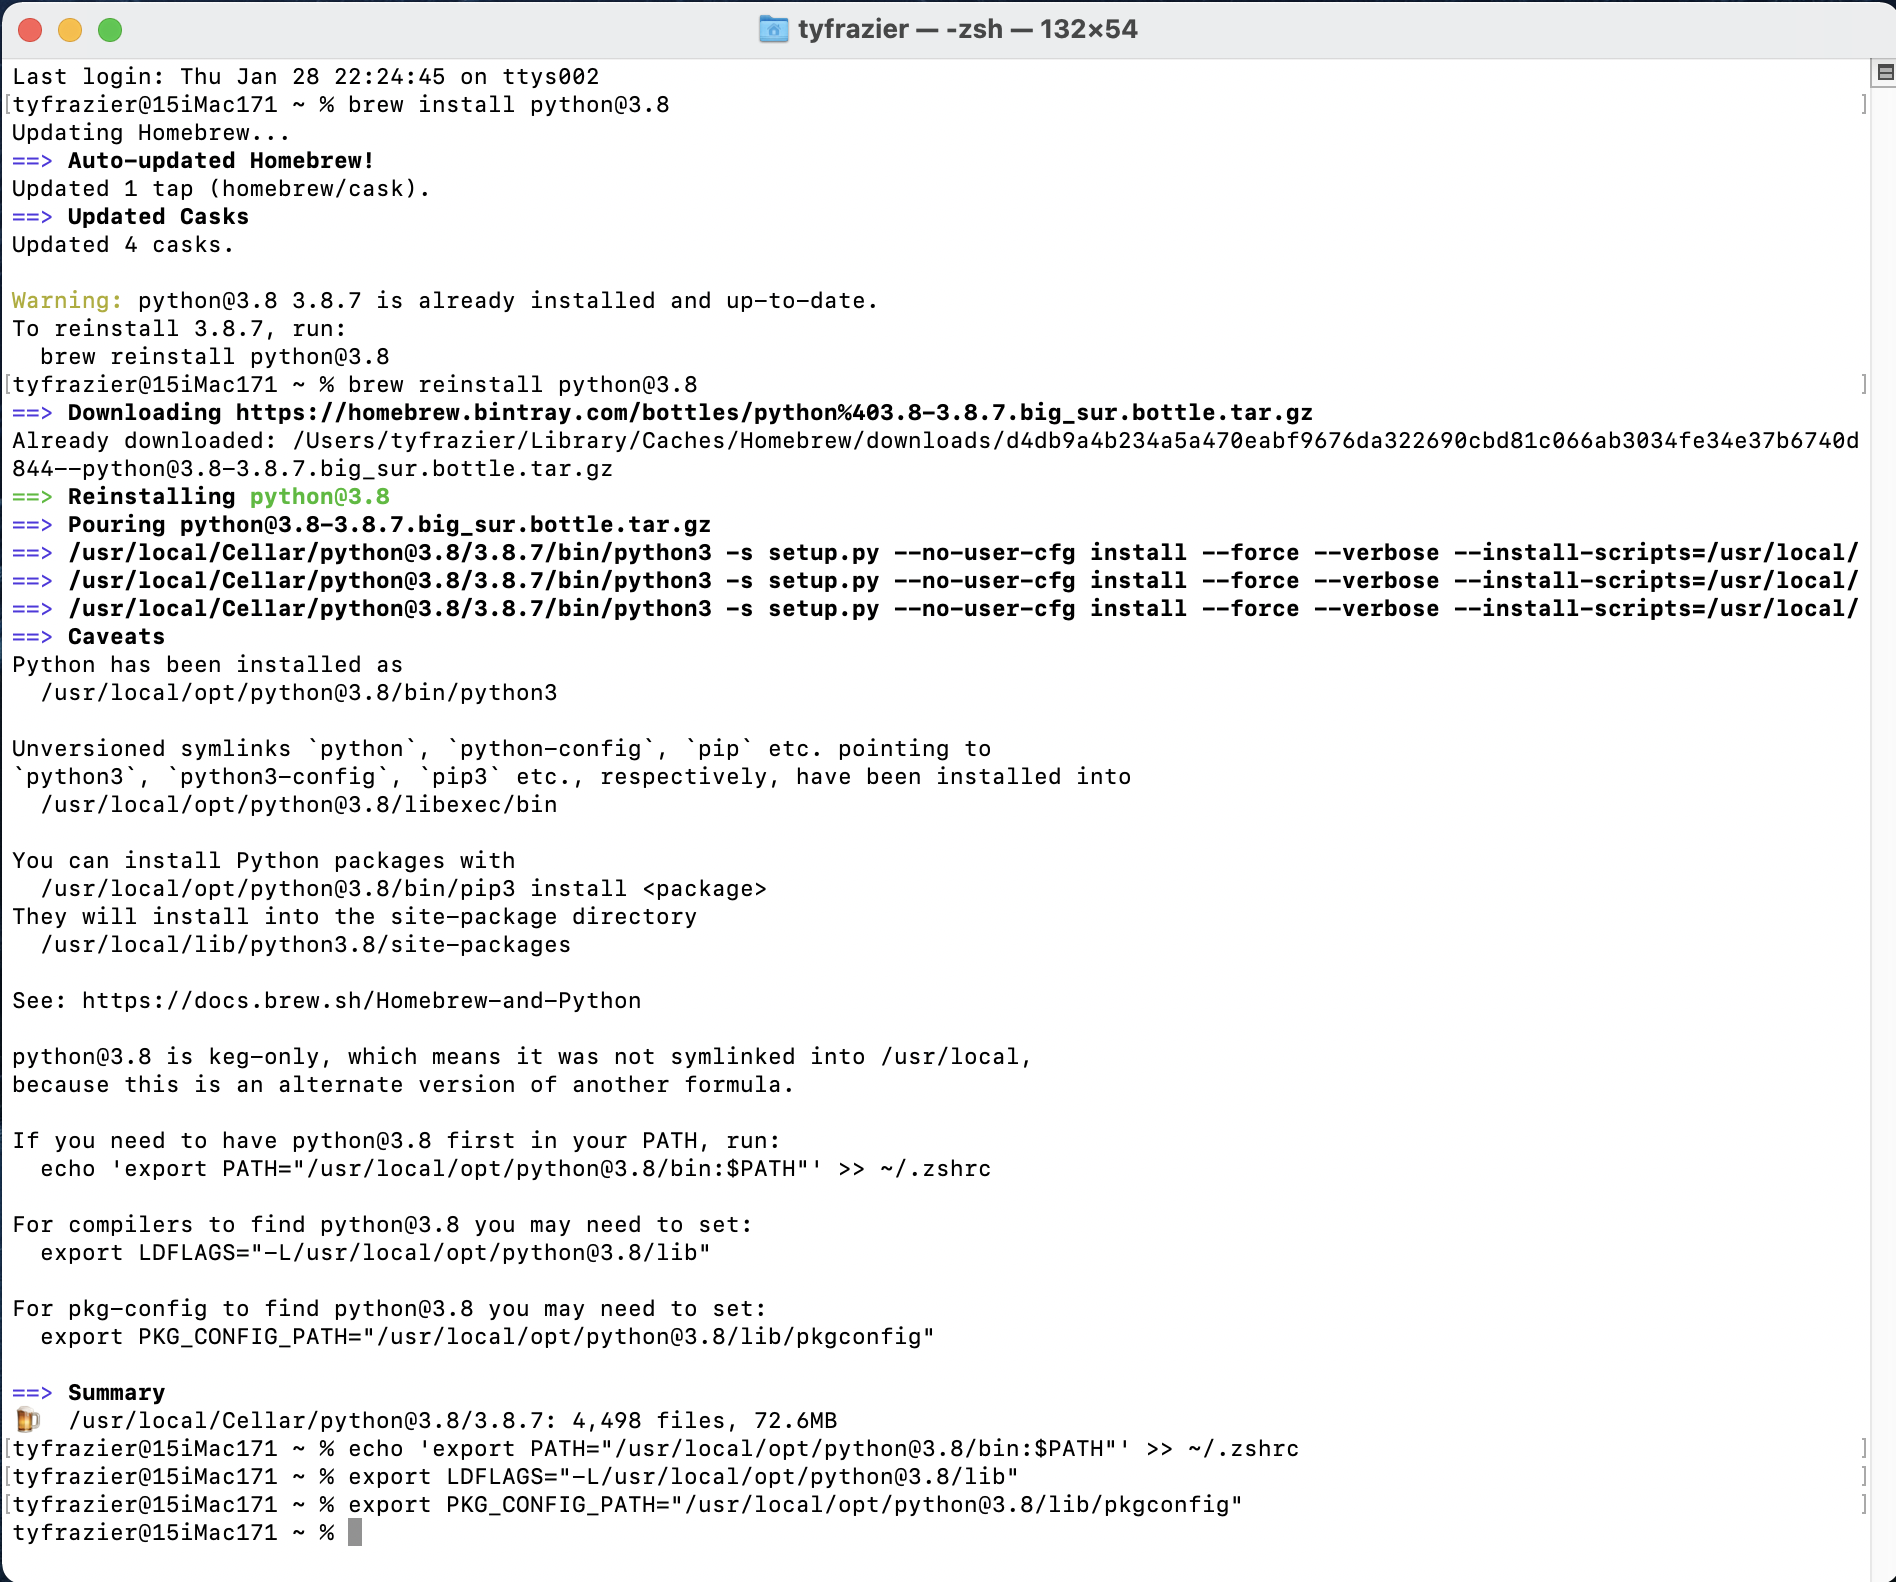 tyfrazier — -zsh — 132×54
Last login: Thu Jan 28 22:24:45 on ttys002
[tyfrazier@15iMac171 ~ % brew install python@3.8 ]
Updating Homebrew...
==> Auto-updated Homebrew!
Updated 1 tap (homebrew/cask).
==> Updated Casks
Updated 4 casks.

Warning: python@3.8 3.8.7 is already installed and up-to-date.
To reinstall 3.8.7, run:
  brew reinstall python@3.8
[tyfrazier@15iMac171 ~ % brew reinstall python@3.8 ]
==> Downloading https://homebrew.bintray.com/bottles/python%403.8-3.8.7.big_sur.bottle.tar.gz
Already downloaded: /Users/tyfrazier/Library/Caches/Homebrew/downloads/d4db9a4b234a5a470eabf9676da322690cbd81c066ab3034fe34e37b6740d
844--python@3.8-3.8.7.big_sur.bottle.tar.gz
==> Reinstalling python@3.8
==> Pouring python@3.8-3.8.7.big_sur.bottle.tar.gz
==> /usr/local/Cellar/python@3.8/3.8.7/bin/python3 -s setup.py --no-user-cfg install --force --verbose --install-scripts=/usr/local/
==> /usr/local/Cellar/python@3.8/3.8.7/bin/python3 -s setup.py --no-user-cfg install --force --verbose --install-scripts=/usr/local/
==> /usr/local/Cellar/python@3.8/3.8.7/bin/python3 -s setup.py --no-user-cfg install --force --verbose --install-scripts=/usr/local/
==> Caveats
Python has been installed as
  /usr/local/opt/python@3.8/bin/python3

Unversioned symlinks `python`, `python-config`, `pip` etc. pointing to
`python3`, `python3-config`, `pip3` etc., respectively, have been installed into
  /usr/local/opt/python@3.8/libexec/bin

You can install Python packages with
  /usr/local/opt/python@3.8/bin/pip3 install <package>
They will install into the site-package directory
  /usr/local/lib/python3.8/site-packages

See: https://docs.brew.sh/Homebrew-and-Python

python@3.8 is keg-only, which means it was not symlinked into /usr/local,
because this is an alternate version of another formula.

If you need to have python@3.8 first in your PATH, run:
  echo 'export PATH="/usr/local/opt/python@3.8/bin:$PATH"' >> ~/.zshrc

For compilers to find python@3.8 you may need to set:
  export LDFLAGS="-L/usr/local/opt/python@3.8/lib"

For pkg-config to find python@3.8 you may need to set:
  export PKG_CONFIG_PATH="/usr/local/opt/python@3.8/lib/pkgconfig"

==> Summary
🍺  /usr/local/Cellar/python@3.8/3.8.7: 4,498 files, 72.6MB
[tyfrazier@15iMac171 ~ % echo 'export PATH="/usr/local/opt/python@3.8/bin:$PATH"' >> ~/.zshrc ]
[tyfrazier@15iMac171 ~ % export LDFLAGS="-L/usr/local/opt/python@3.8/lib" ]
[tyfrazier@15iMac171 ~ % export PKG_CONFIG_PATH="/usr/local/opt/python@3.8/lib/pkgconfig" ]
tyfrazier@15iMac171 ~ %